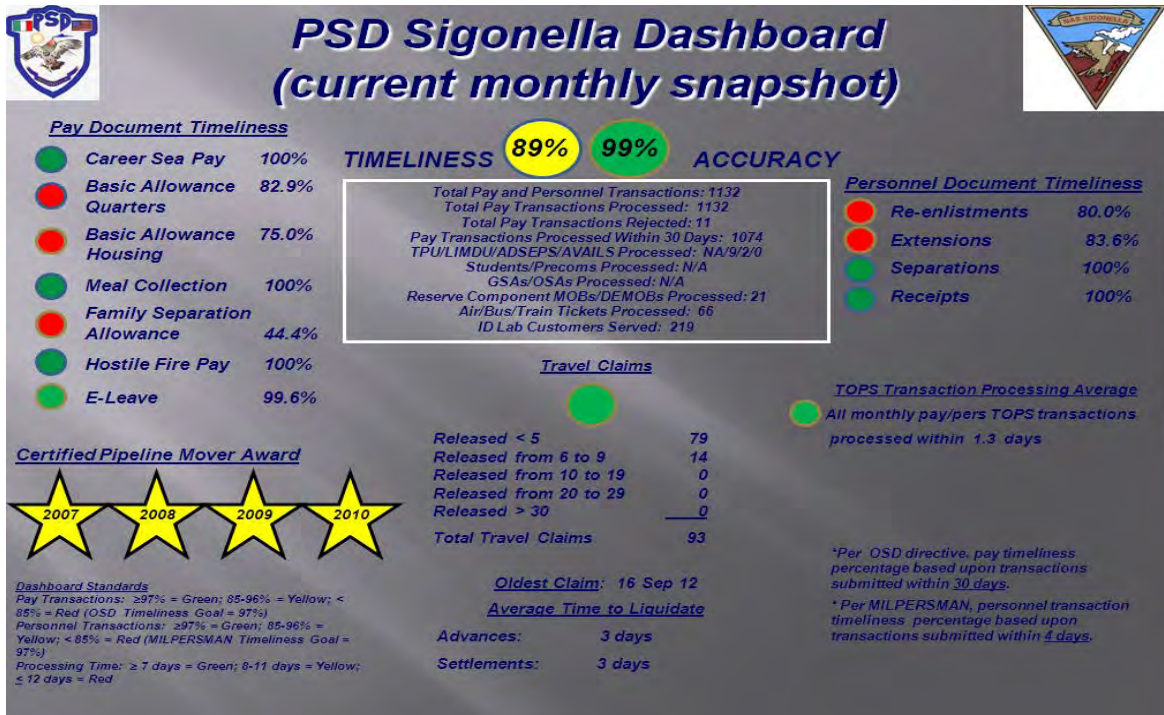 PSD
NAS SIGONELLA
PSD Sigonella Dashboard
(current monthly snapshot)
Pay Document Timeliness
Career Sea Pay 100%
Basic Allowance 82.9%
Quarters
Basic Allowance 75.0%
Housing
Meal Collection 100%
Family Separation
Allowance 44.4%
Hostile Fire Pay 100%
E-Leave 99.6%
TIMELINESS 89% 99% ACCURACY
Total Pay and Personnel Transactions: 1132
Total Pay Transactions Processed: 1132
Total Pay Transactions Rejected: 11
Pay Transactions Processed Within 30 Days: 1074
TPU/LIMDU/ADSEPS/AVAILS Processed: NA/9/2/0
Students/Precoms Processed: N/A
GSAs/OSAs Processed: N/A
Reserve Component MOBs/DEMOBs Processed: 21
Air/Bus/Train Tickets Processed: 66
ID Lab Customers Served: 219
Personnel Document Timeliness
Re-enlistments 80.0%
Extensions 83.6%
Separations 100%
Receipts 100%
Travel Claims
Released < 5 79
Released from 6 to 9 14
Released from 10 to 19 0
Released from 20 to 29 0
Released > 30 0
Total Travel Claims 93
Oldest Claim: 16 Sep 12
Average Time to Liquidate
Advances: 3 days
Settlements: 3 days
TOPS Transaction Processing Average
All monthly pay/pers TOPS transactions
processed within 1.3 days
Certified Pipeline Mover Award
2007 2008 2009 2010
Dashboard Standards
Pay Transactions: ≥97% = Green; 85-96% = Yellow; <
85% = Red (OSD Timeliness Goal = 97%)
Personnel Transactions: ≥97% = Green; 85-96% =
Yellow; < 85% = Red (MILPERSMAN Timeliness Goal =
97%)
Processing Time: ≥ 7 days = Green; 8-11 days = Yellow;
≤ 12 days = Red
*Per OSD directive, pay timeliness
percentage based upon transactions
submitted within 30 days.
* Per MILPERSMAN, personnel transaction
timeliness percentage based upon
transactions submitted within 4 days.